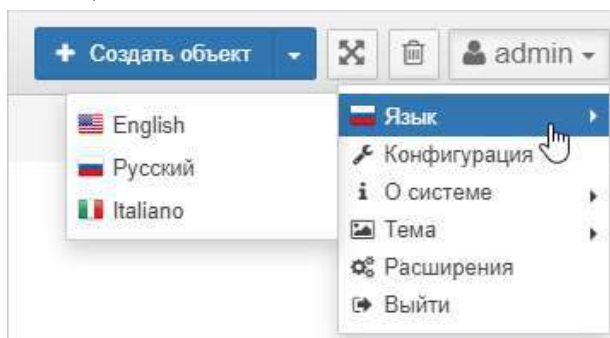 Создать объект
admin
English
Русский
Italiano
Язык
Конфигурация
О системе
Тема
Расширения
Выйти